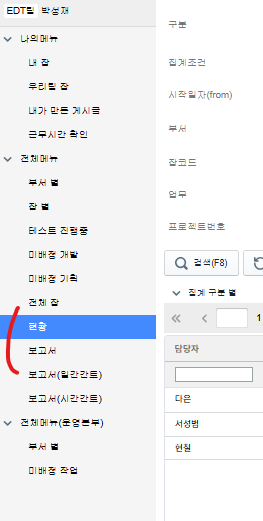 EDT팀 박성재
나의메뉴
내 잡
우리팀 잡
내가 만든 게시글
근무시간 확인
전체메뉴
부서 별
잡 별
테스트 진행중
미배정 개발
미배정 기획
전체 잡
현황
보고서
보고서(일간간트)
보고서(시간간트)
전체메뉴(운영본부)
부서 별
미배정 작업
구분
집계조건
시작일자(from)
부서
잡코드
업무
프로젝트번호
검색(F8)
집계 구분 별
1
담당자
다은
서성범
현질